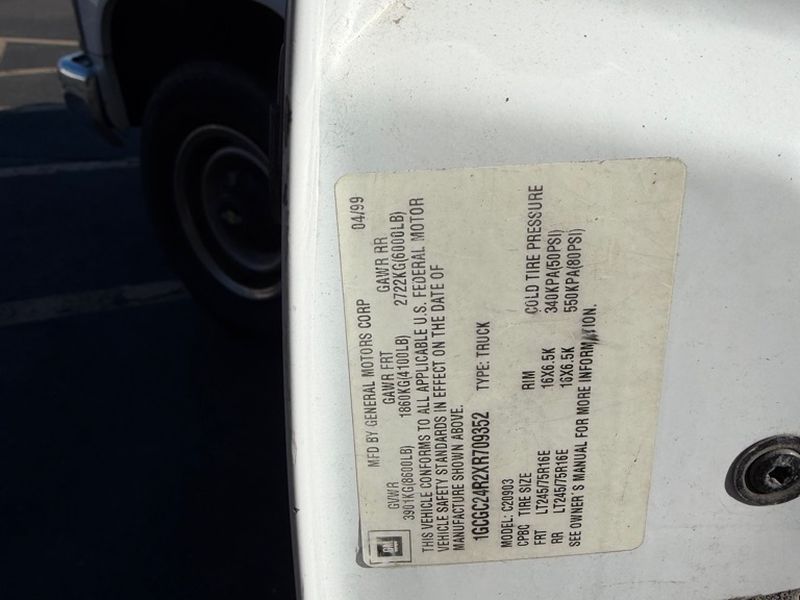 MFD BY GENERAL MOTORS CORP 04/99
GVWR GAWR FRT GAWR RR
3901KG(8600LB) 1860KG(4100LB) 2722KG(6000LB)
THIS VEHICLE CONFORMS TO ALL APPLICABLE U.S. FEDERAL MOTOR
VEHICLE SAFETY STANDARDS IN EFFECT ON THE DATE OF
MANUFACTURE SHOWN ABOVE.
1GCGC24R2XR709352 TYPE: TRUCK
MODEL: C20903
CPBC TIRE SIZE RIM COLD TIRE PRESSURE
FRT LT245/75R16E 16X6.5K 340KPA(50PSI)
RR LT245/75R16E 16X6.5K 550KPA(80PSI)
SEE OWNER S MANUAL FOR MORE INFORMATION.
GM